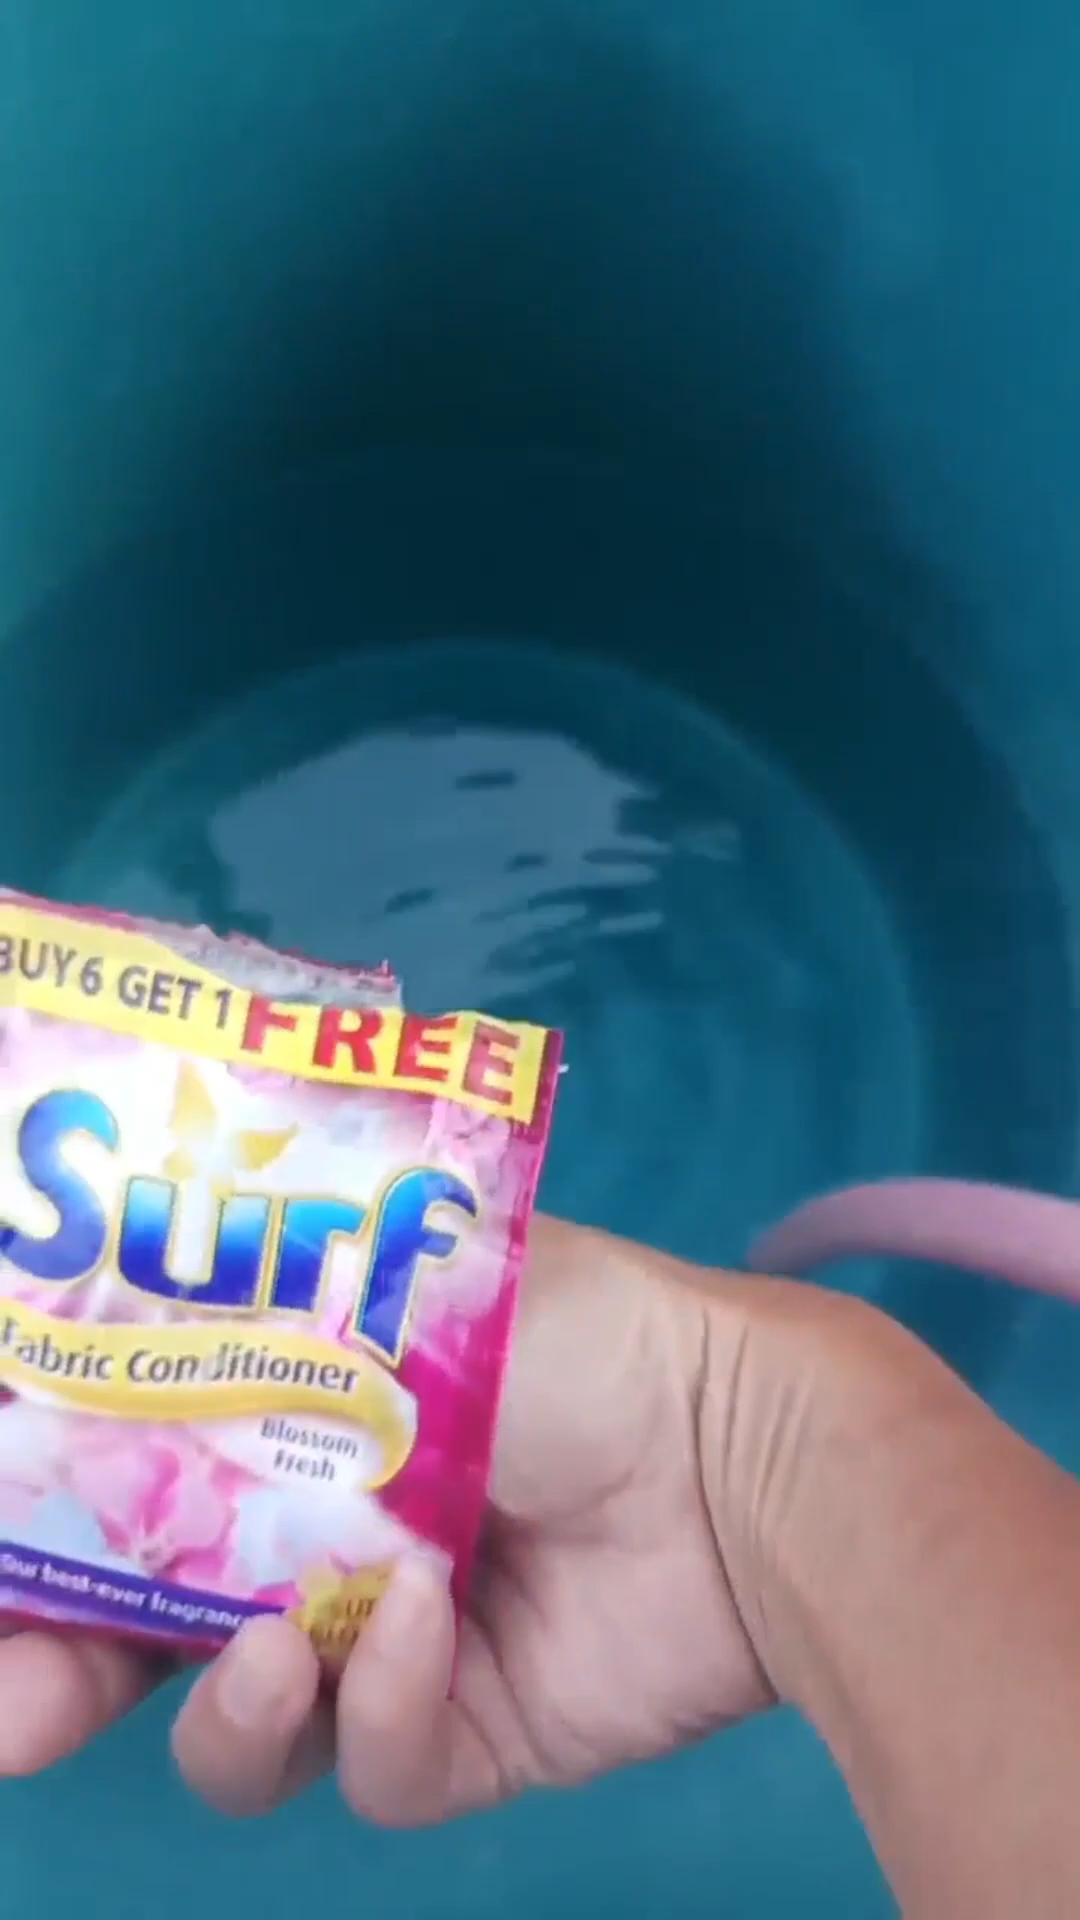 BUY 6 GET 1 FREE
Surf
Fabric Conditioner
Blossom
Fresh
our best-ever fragrance